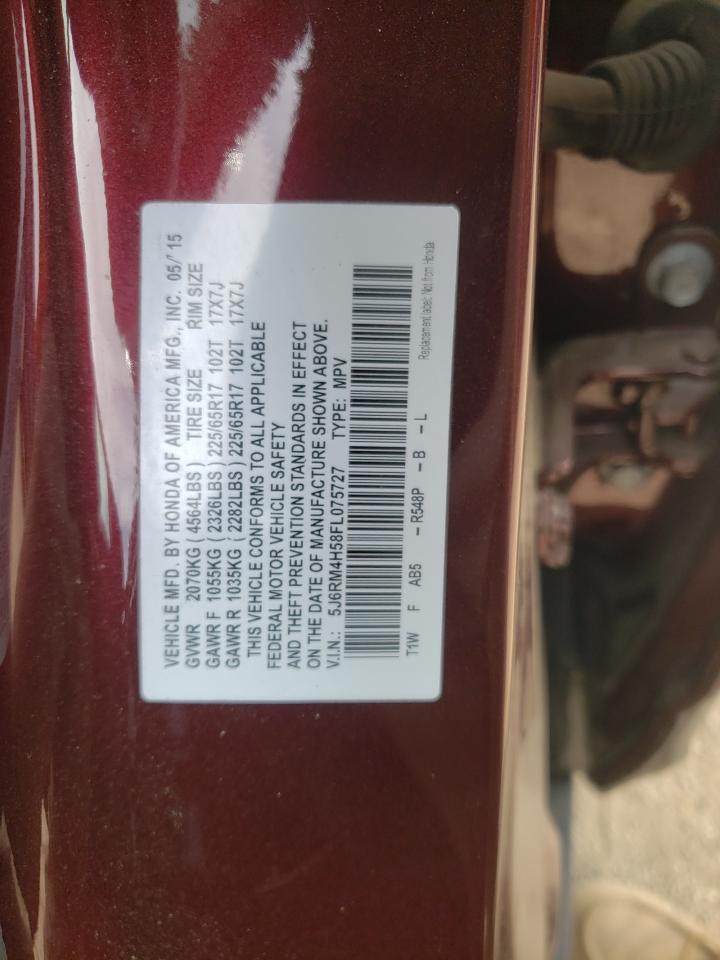 VEHICLE MFD. BY HONDA OF AMERICA MFG., INC. 05/'15
GVWR 2070KG ( 4564LBS ) TIRE SIZE RIM SIZE
GAWR F 1055KG ( 2326LBS ) 225/65R17 102T 17X7J
GAWR R 1035KG ( 2282LBS ) 225/65R17 102T 17X7J
THIS VEHICLE CONFORMS TO ALL APPLICABLE
FEDERAL MOTOR VEHICLE SAFETY
AND THEFT PREVENTION STANDARDS IN EFFECT
ON THE DATE OF MANUFACTURE SHOWN ABOVE.
V.I.N.: 5J6RM4H58FL075727 TYPE: MPV
T1W F AB5 - R548P - B - L
Replacement label: Not from Honda